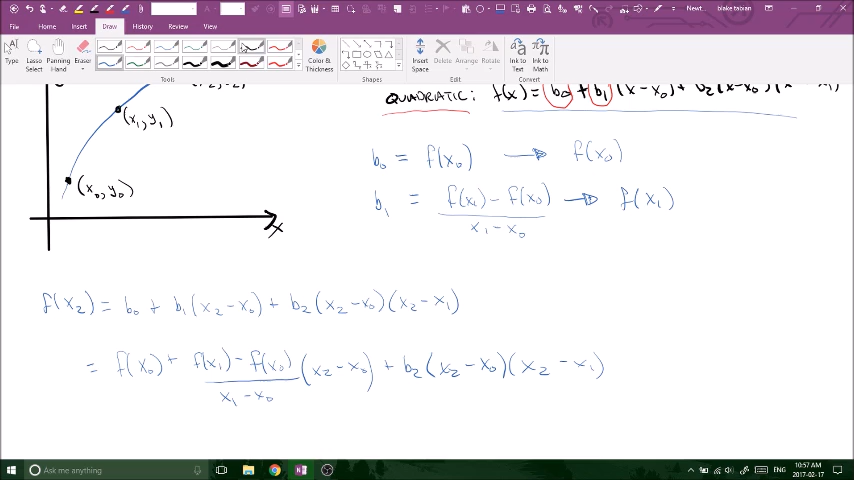 Newt... blake tabian
File Home Insert Draw History Review View
Type Lasso Select Panning Hand Eraser Color & Thickness Insert Space Delete Arrange Rotate Ink to Text Ink to Math
Tools Shapes Edit Convert
QUADRATIC: f(x) = b₀ + b₁(x-x₀) + b₂(x-x₀)(x
(x₁, y₁)
(x₀, y₀)
x
b₀ = f(x₀) → f(x₀)
b₁ = (f(x₁) - f(x₀))/(x₁ - x₀) → f(x₁)
f(x₂) = b₀ + b₁(x₂-x₀) + b₂(x₂-x₀)(x₂-x₁)
= f(x₀) + (f(x₁) - f(x₀))/(x₁ - x₀) (x₂-x₀) + b₂(x₂-x₀)(x₂-x₁)
Ask me anything
ENG
10:57 AM
2017-02-17